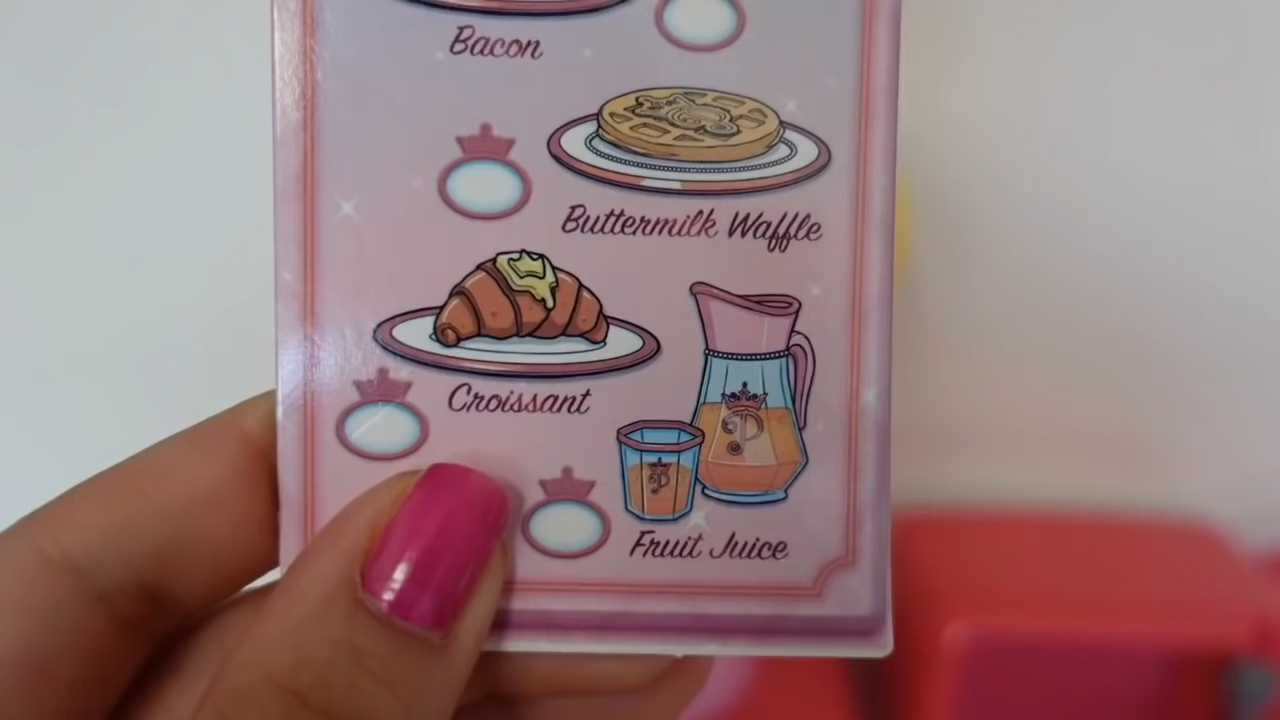 Bacon
Buttermilk Waffle
Croissant
P
P
Fruit Juice